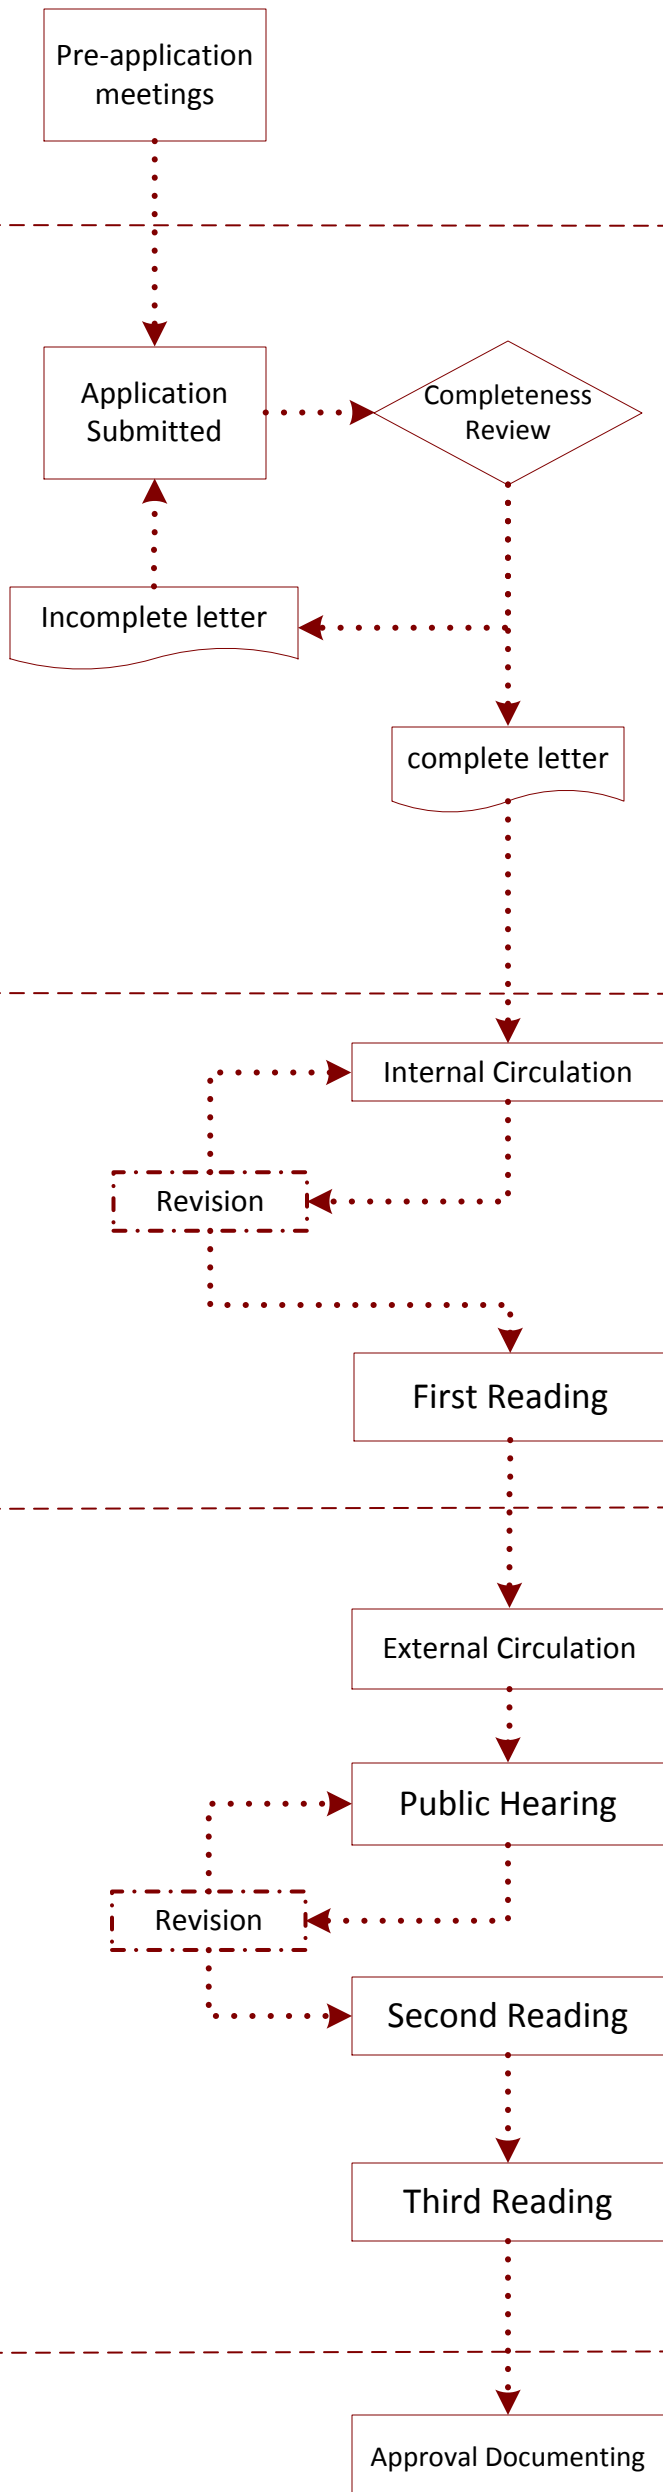 Pre-application
meetings
Application
Submitted
Completeness
Review
Incomplete letter
complete letter
Internal Circulation
Revision
First Reading
External Circulation
Public Hearing
Revision
Second Reading
Third Reading
Approval Documenting